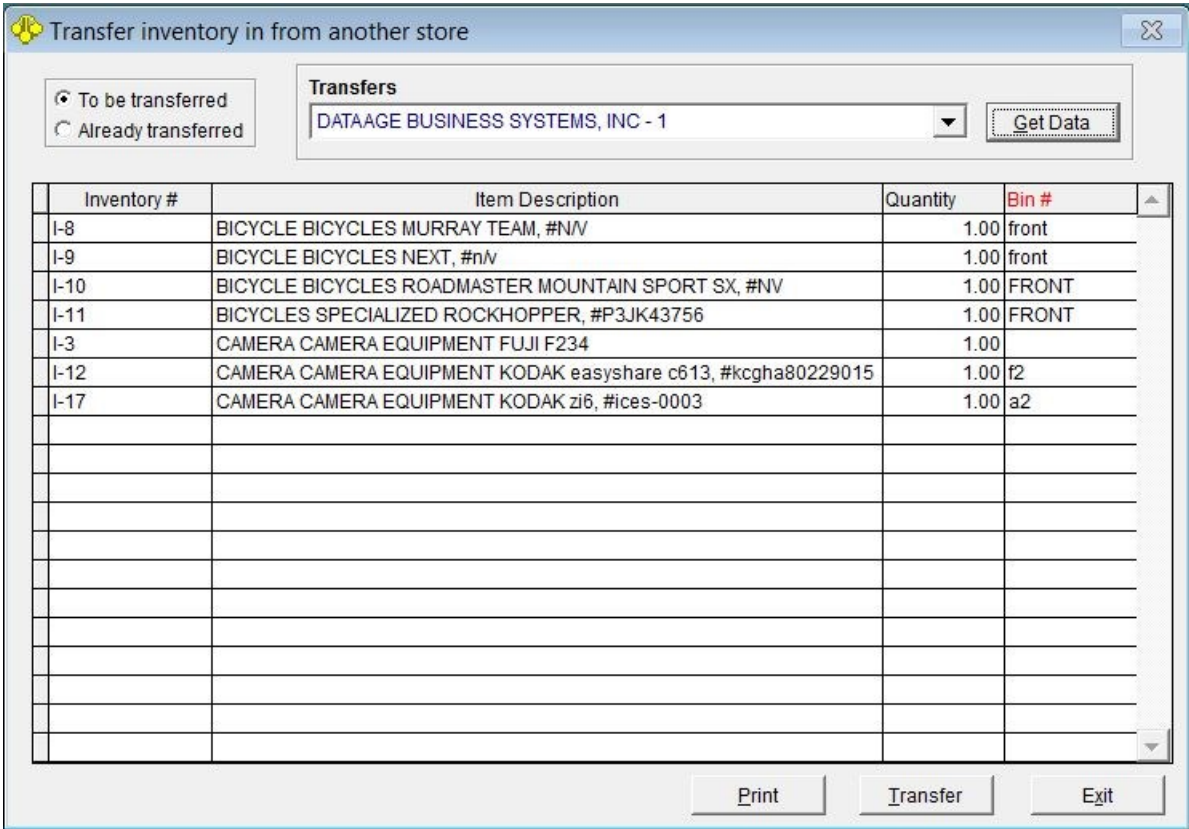 Transfer inventory in from another store
To be transferred
Already transferred
Transfers
DATAAGE BUSINESS SYSTEMS, INC - 1
Get Data
Inventory # Item Description Quantity Bin #
I-8 BICYCLE BICYCLES MURRAY TEAM, #N/V 1.00 front
I-9 BICYCLE BICYCLES NEXT, #n/v 1.00 front
I-10 BICYCLE BICYCLES ROADMASTER MOUNTAIN SPORT SX, #NV 1.00 FRONT
I-11 BICYCLES SPECIALIZED ROCKHOPPER, #P3JK43756 1.00 FRONT
I-3 CAMERA CAMERA EQUIPMENT FUJI F234 1.00
I-12 CAMERA CAMERA EQUIPMENT KODAK easyshare c613, #kcgha80229015 1.00 f2
I-17 CAMERA CAMERA EQUIPMENT KODAK zi6, #ices-0003 1.00 a2
Print Transfer Exit